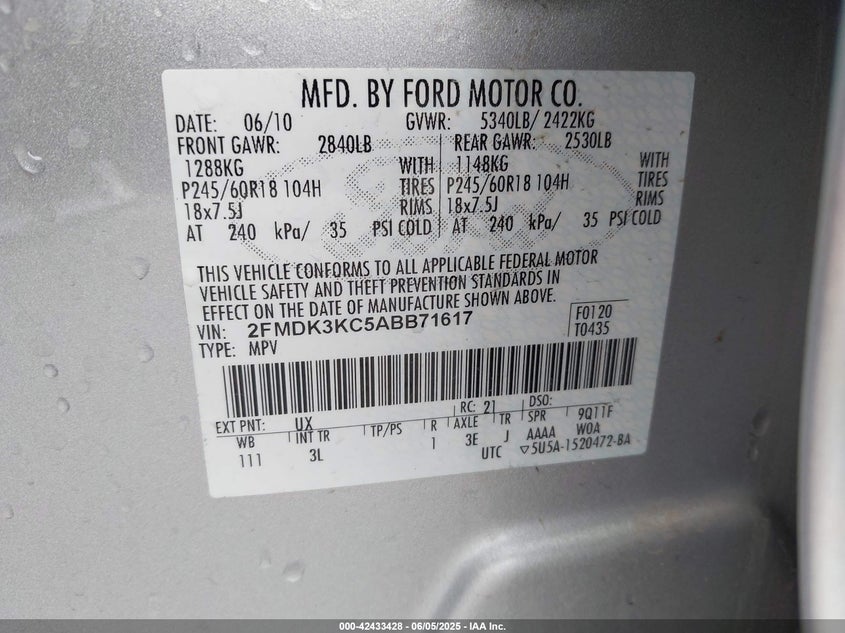 MFD. BY FORD MOTOR CO.
DATE: 06/10 GVWR: 5340LB/ 2422KG
FRONT GAWR: 2840LB REAR GAWR: 2530LB
1288KG WITH 1148KG WITH
P245/60R18 104H TIRES P245/60R18 104H TIRES
18x7.5J RIMS 18x7.5J RIMS
AT 240 kPa/ 35 PSI COLD AT 240 kPa/ 35 PSI COLD
THIS VEHICLE CONFORMS TO ALL APPLICABLE FEDERAL MOTOR
VEHICLE SAFETY AND THEFT PREVENTION STANDARDS IN
EFFECT ON THE DATE OF MANUFACTURE SHOWN ABOVE.
VIN: 2FMDK3KC5ABB71617 F0120
TYPE: MPV T0435
EXT PNT: UX RC: 21 DSO:
WB INT TR TP/PS R AXLE TR SPR 9Q11F
111 3L 1 3E J AAAA W0A
UTC ▽5U5A-1520472-BA
000-42433428 - 06/05/2025 - IAA Inc.